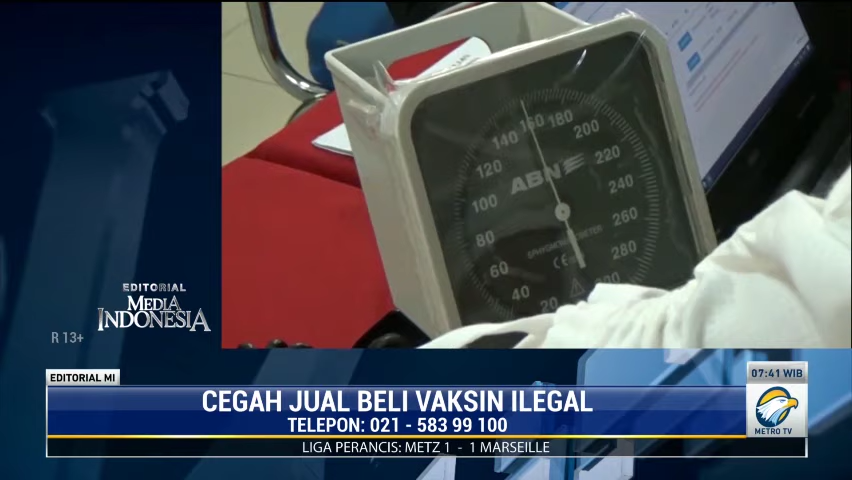 160
180
140
200
120
220
ABN
100
240
260
80
280
60
CE
300
40
20
EDITORIAL
MEDIA
INDONESIA
R 13+
EDITORIAL MI
07:41 WIB
CEGAH JUAL BELI VAKSIN ILEGAL
TELEPON: 021 - 583 99 100
METRO TV
LIGA PERANCIS: METZ 1 - 1 MARSEILLE